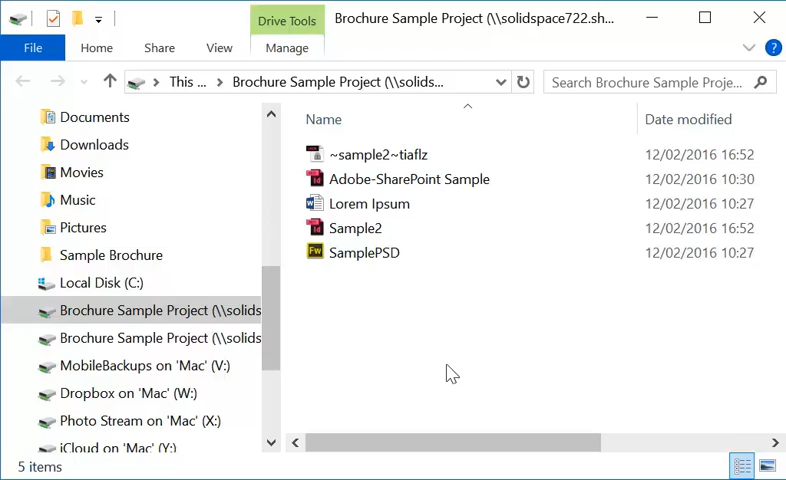 Drive Tools
Brochure Sample Project (\\solidspace722.sh...
File
Home
Share
View
Manage
This ...
Brochure Sample Project (\\solids...
Search Brochure Sample Proje...
Documents
Downloads
Movies
Music
Pictures
Sample Brochure
Local Disk (C:)
Brochure Sample Project (\\solids
Brochure Sample Project (\\solids
MobileBackups on 'Mac' (V:)
Dropbox on 'Mac' (W:)
Photo Stream on 'Mac' (X:)
iCloud on 'Mac' (Y:)
Name
Date modified
~sample2~tiaflz 12/02/2016 16:52
Adobe-SharePoint Sample 12/02/2016 10:30
Lorem Ipsum 12/02/2016 10:27
Sample2 12/02/2016 16:52
Fw SamplePSD 12/02/2016 10:27
5 items